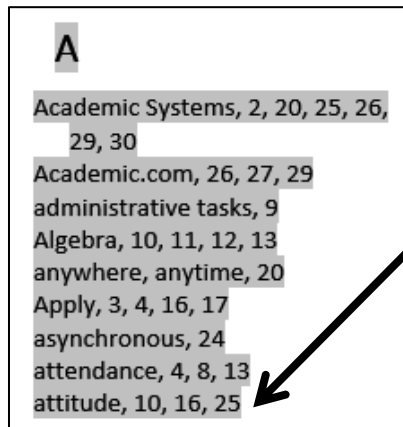 A
Academic Systems, 2, 20, 25, 26,
29, 30
Academic.com, 26, 27, 29
administrative tasks, 9
Algebra, 10, 11, 12, 13
anywhere, anytime, 20
Apply, 3, 4, 16, 17
asynchronous, 24
attendance, 4, 8, 13
attitude, 10, 16, 25